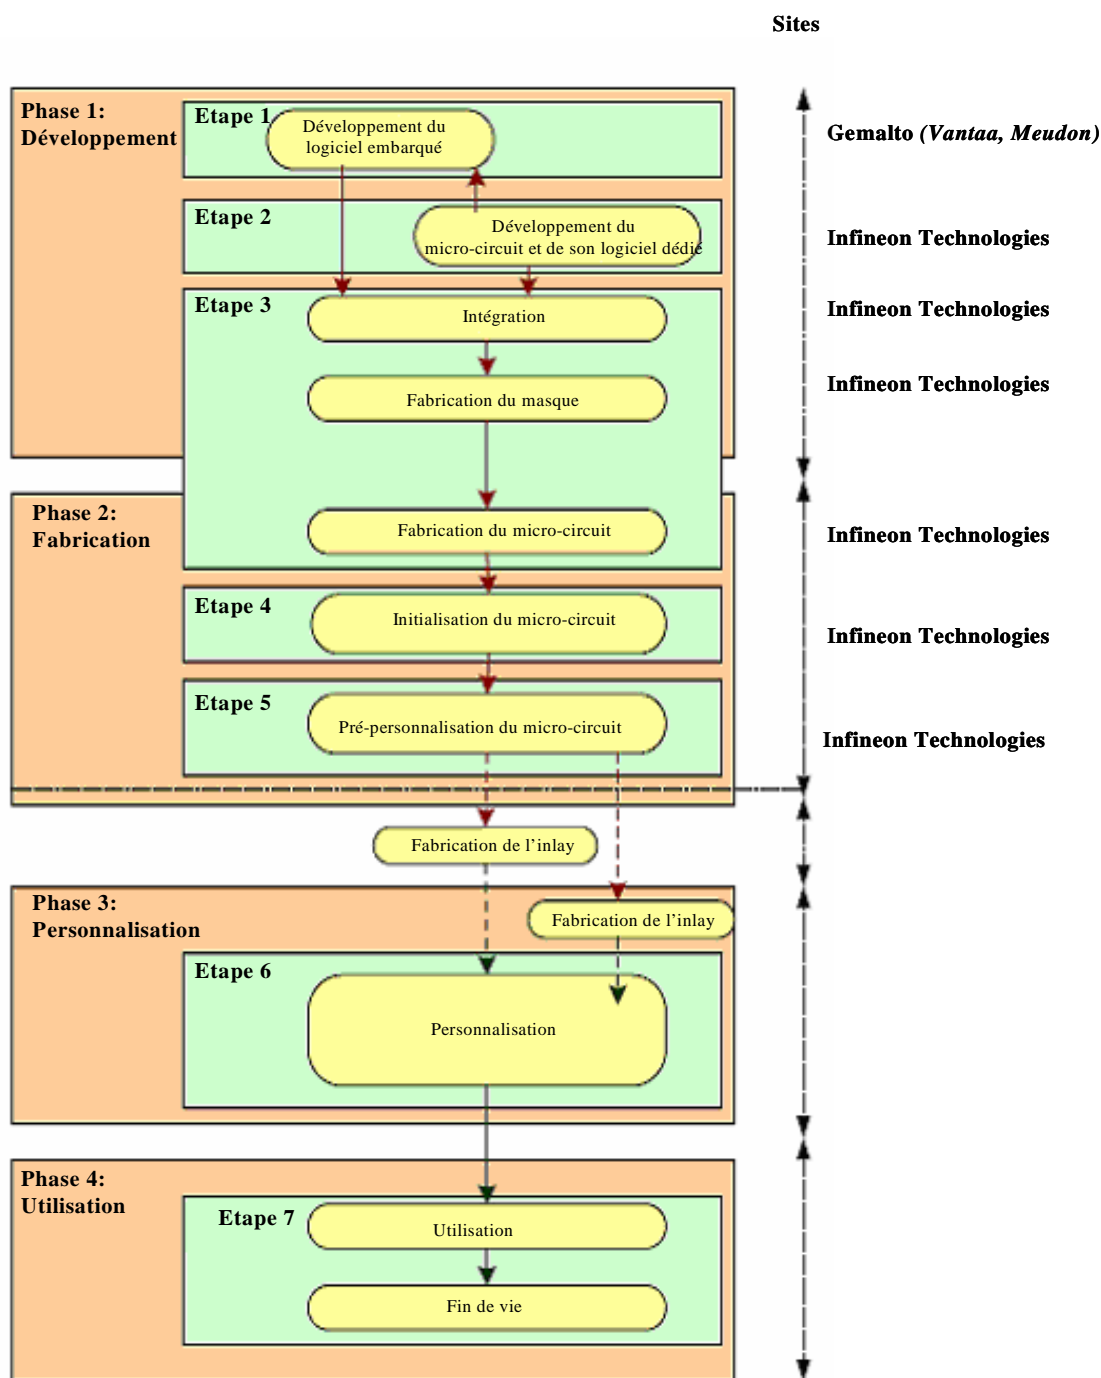 Sites
Phase 1:
Développement
Etape 1
Développement du
logiciel embarqué
Gemalto (Vantaa, Meudon)
Etape 2
Développement du
micro-circuit et de son logiciel dédié
Infineon Technologies
Etape 3
Intégration
Infineon Technologies
Fabrication du masque
Infineon Technologies
Phase 2:
Fabrication
Fabrication du micro-circuit
Infineon Technologies
Etape 4
Initialisation du micro-circuit
Infineon Technologies
Etape 5
Pré-personnalisation du micro-circuit
Infineon Technologies
Fabrication de l'inlay
Phase 3:
Personnalisation
Fabrication de l'inlay
Etape 6
Personnalisation
Phase 4:
Utilisation
Etape 7
Utilisation
Fin de vie